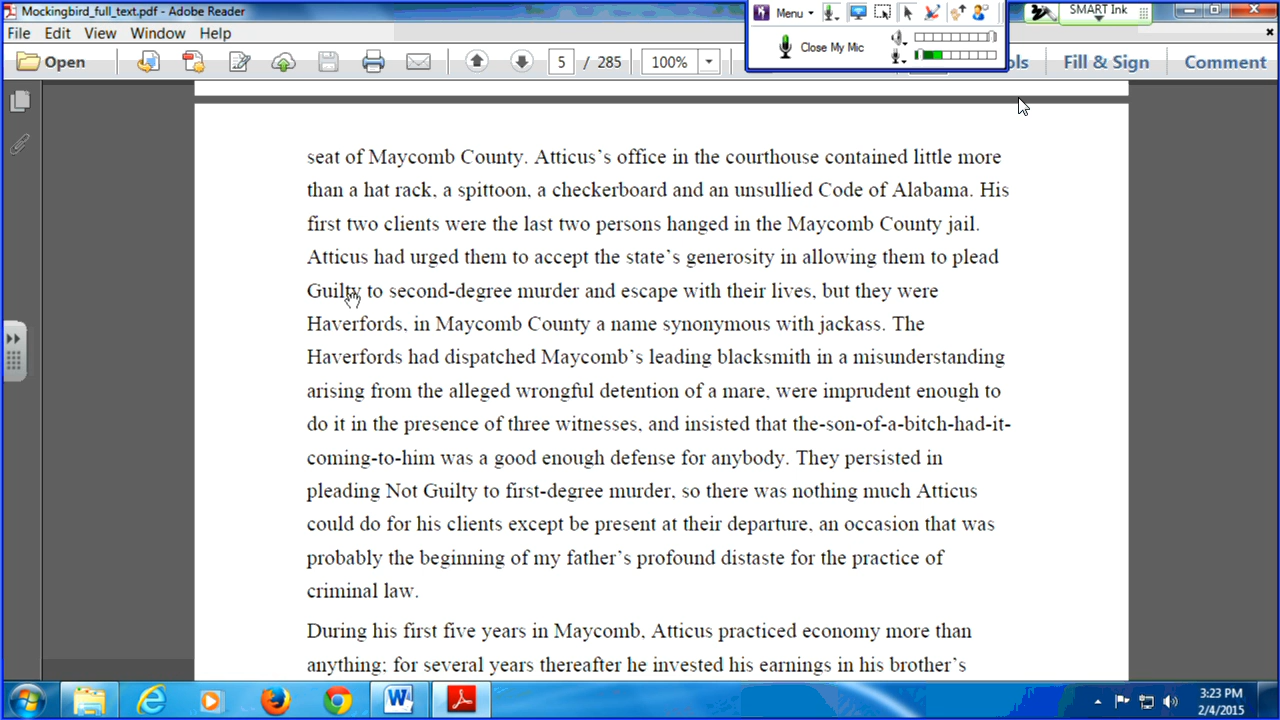 Mockingbird_full_text.pdf - Adobe Reader
Menu
SMART Ink
File Edit View Window Help
Close My Mic
Open
5 / 285
100%
Fill & Sign
Comment
seat of Maycomb County. Atticus's office in the courthouse contained little more
than a hat rack, a spittoon, a checkerboard and an unsullied Code of Alabama. His
first two clients were the last two persons hanged in the Maycomb County jail.
Atticus had urged them to accept the state's generosity in allowing them to plead
Guilty to second-degree murder and escape with their lives, but they were
Haverfords, in Maycomb County a name synonymous with jackass. The
Haverfords had dispatched Maycomb's leading blacksmith in a misunderstanding
arising from the alleged wrongful detention of a mare, were imprudent enough to
do it in the presence of three witnesses, and insisted that the-son-of-a-bitch-had-it-
coming-to-him was a good enough defense for anybody. They persisted in
pleading Not Guilty to first-degree murder, so there was nothing much Atticus
could do for his clients except be present at their departure, an occasion that was
probably the beginning of my father's profound distaste for the practice of
criminal law.
During his first five years in Maycomb, Atticus practiced economy more than
anything; for several years thereafter he invested his earnings in his brother's
3:23 PM
2/4/2015